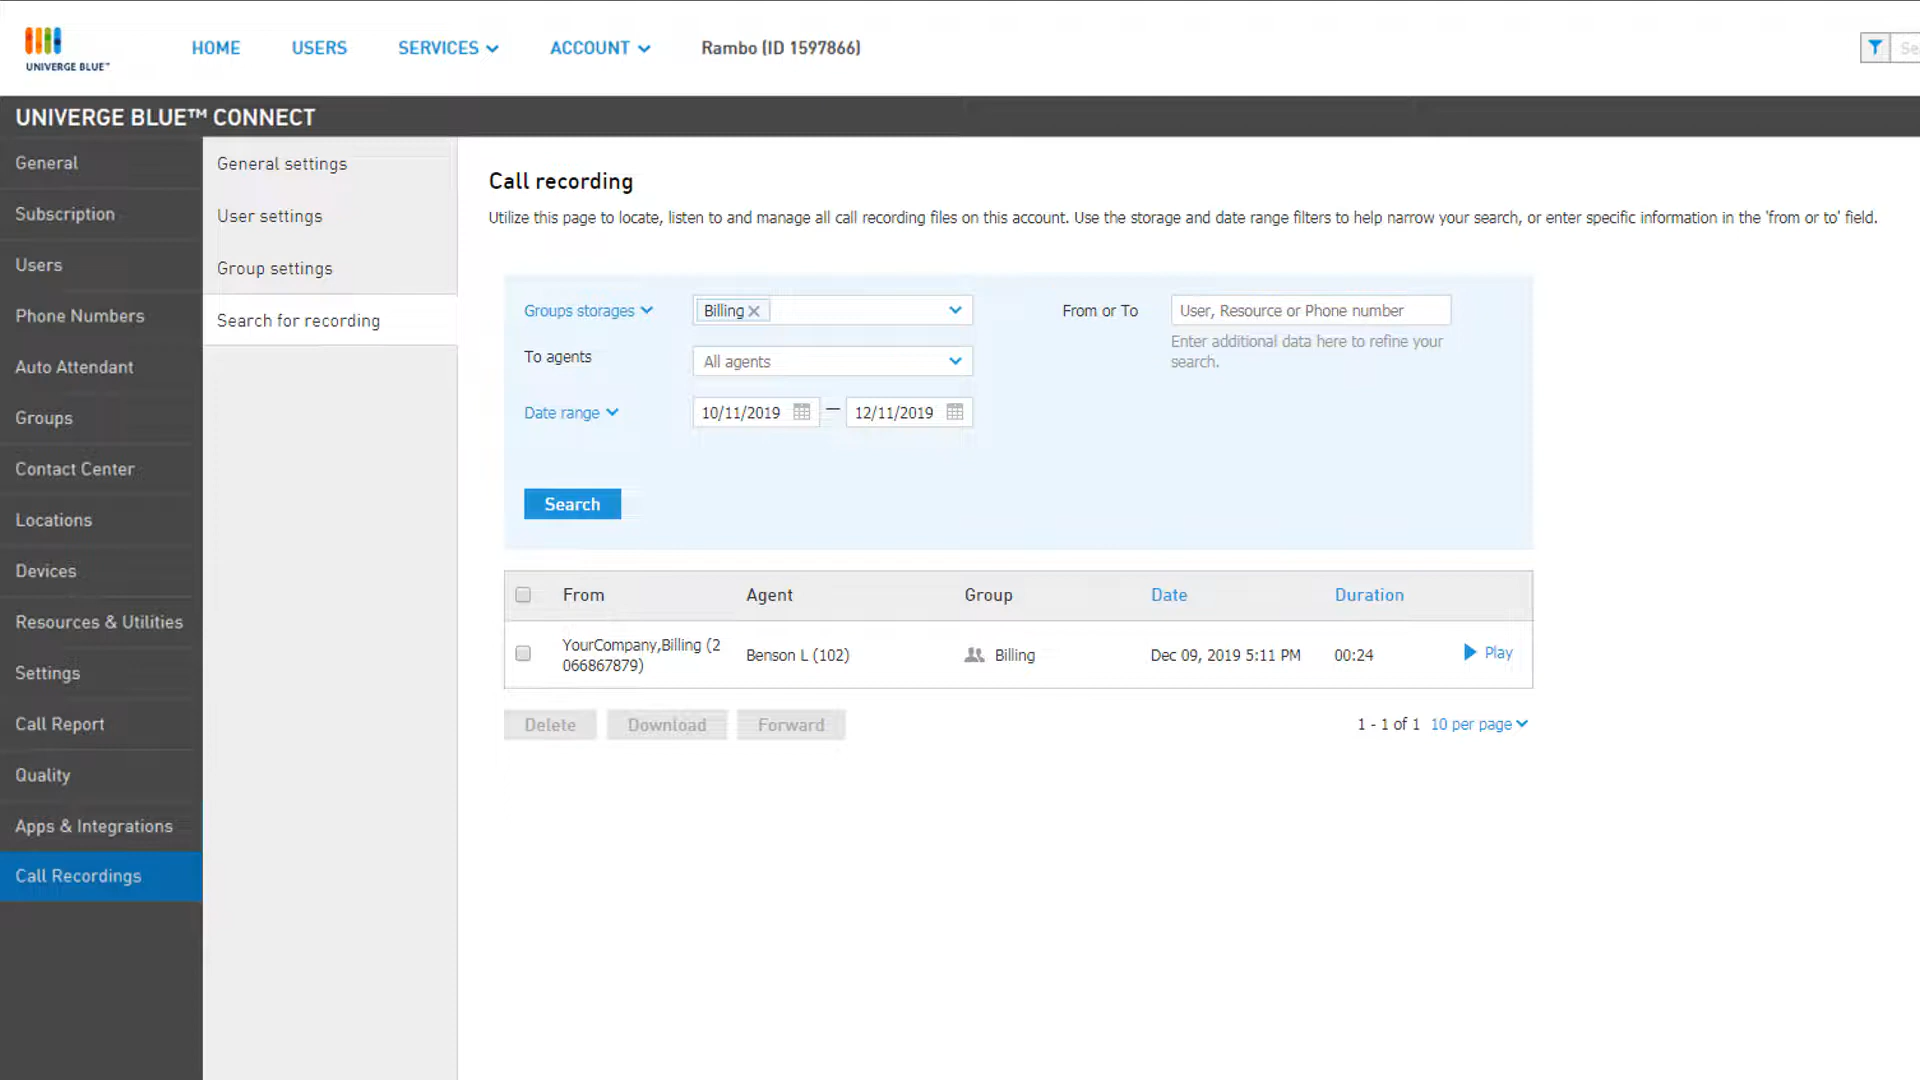 HOME USERS SERVICES ACCOUNT Rambo (ID 1597866)
UNIVERGE BLUE™
UNIVERGE BLUE™ CONNECT
General
Subscription
Users
Phone Numbers
Auto Attendant
Groups
Contact Center
Locations
Devices
Resources & Utilities
Settings
Call Report
Quality
Apps & Integrations
Call Recordings
General settings
User settings
Group settings
Search for recording
Call recording
Utilize this page to locate, listen to and manage all call recording files on this account. Use the storage and date range filters to help narrow your search, or enter specific information in the 'from or to' field.
Groups storages Billing
From or To User, Resource or Phone number
Enter additional data here to refine your
search.
To agents All agents
Date range 10/11/2019 — 12/11/2019
Search
From Agent Group Date Duration
YourCompany,Billing (2
066867879)
Benson L (102) Billing Dec 09, 2019 5:11 PM 00:24 Play
Delete Download Forward
1 - 1 of 1 10 per page